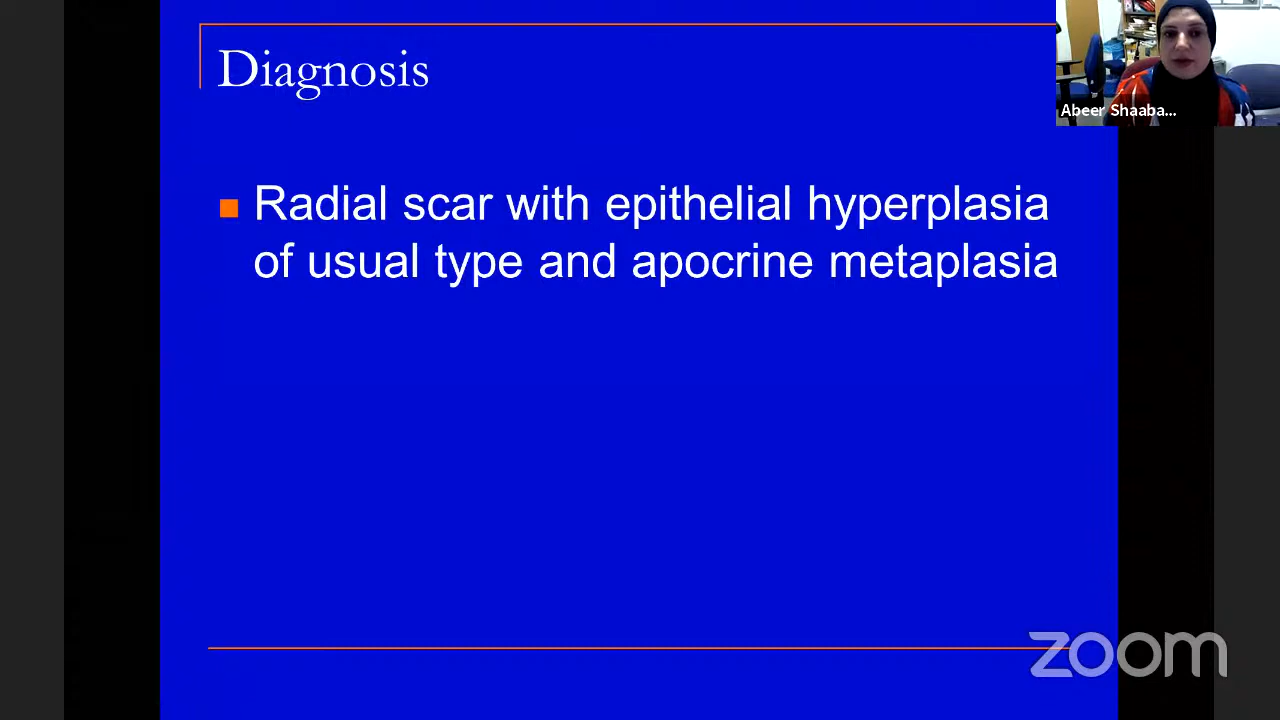 Diagnosis
Abeer Shaaba...
Radial scar with epithelial hyperplasia
of usual type and apocrine metaplasia
zoom